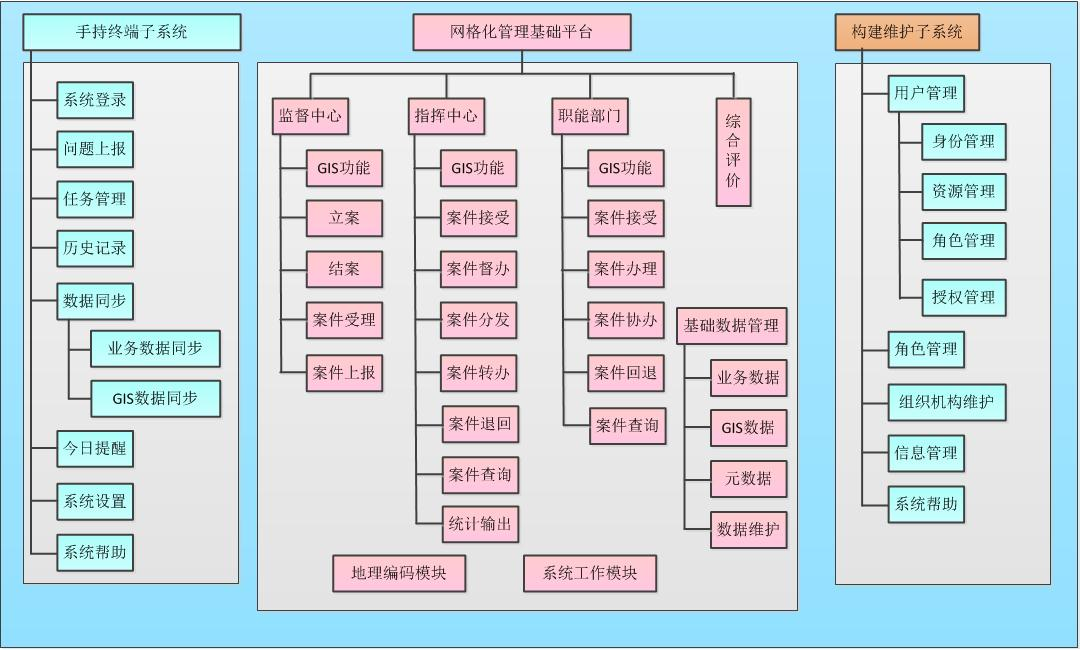 手持终端子系统
系统登录
问题上报
任务管理
历史记录
数据同步
业务数据同步
GIS数据同步
今日提醒
系统设置
系统帮助
网格化管理基础平台
监督中心
GIS功能
立案
结案
案件受理
案件上报
指挥中心
GIS功能
案件接受
案件督办
案件分发
案件转办
案件退回
案件查询
统计输出
职能部门
GIS功能
案件接受
案件办理
案件协办
案件回退
案件查询
综合评价
基础数据管理
业务数据
GIS数据
元数据
数据维护
地理编码模块
系统工作模块
构建维护子系统
用户管理
身份管理
资源管理
角色管理
授权管理
角色管理
组织机构维护
信息管理
系统帮助